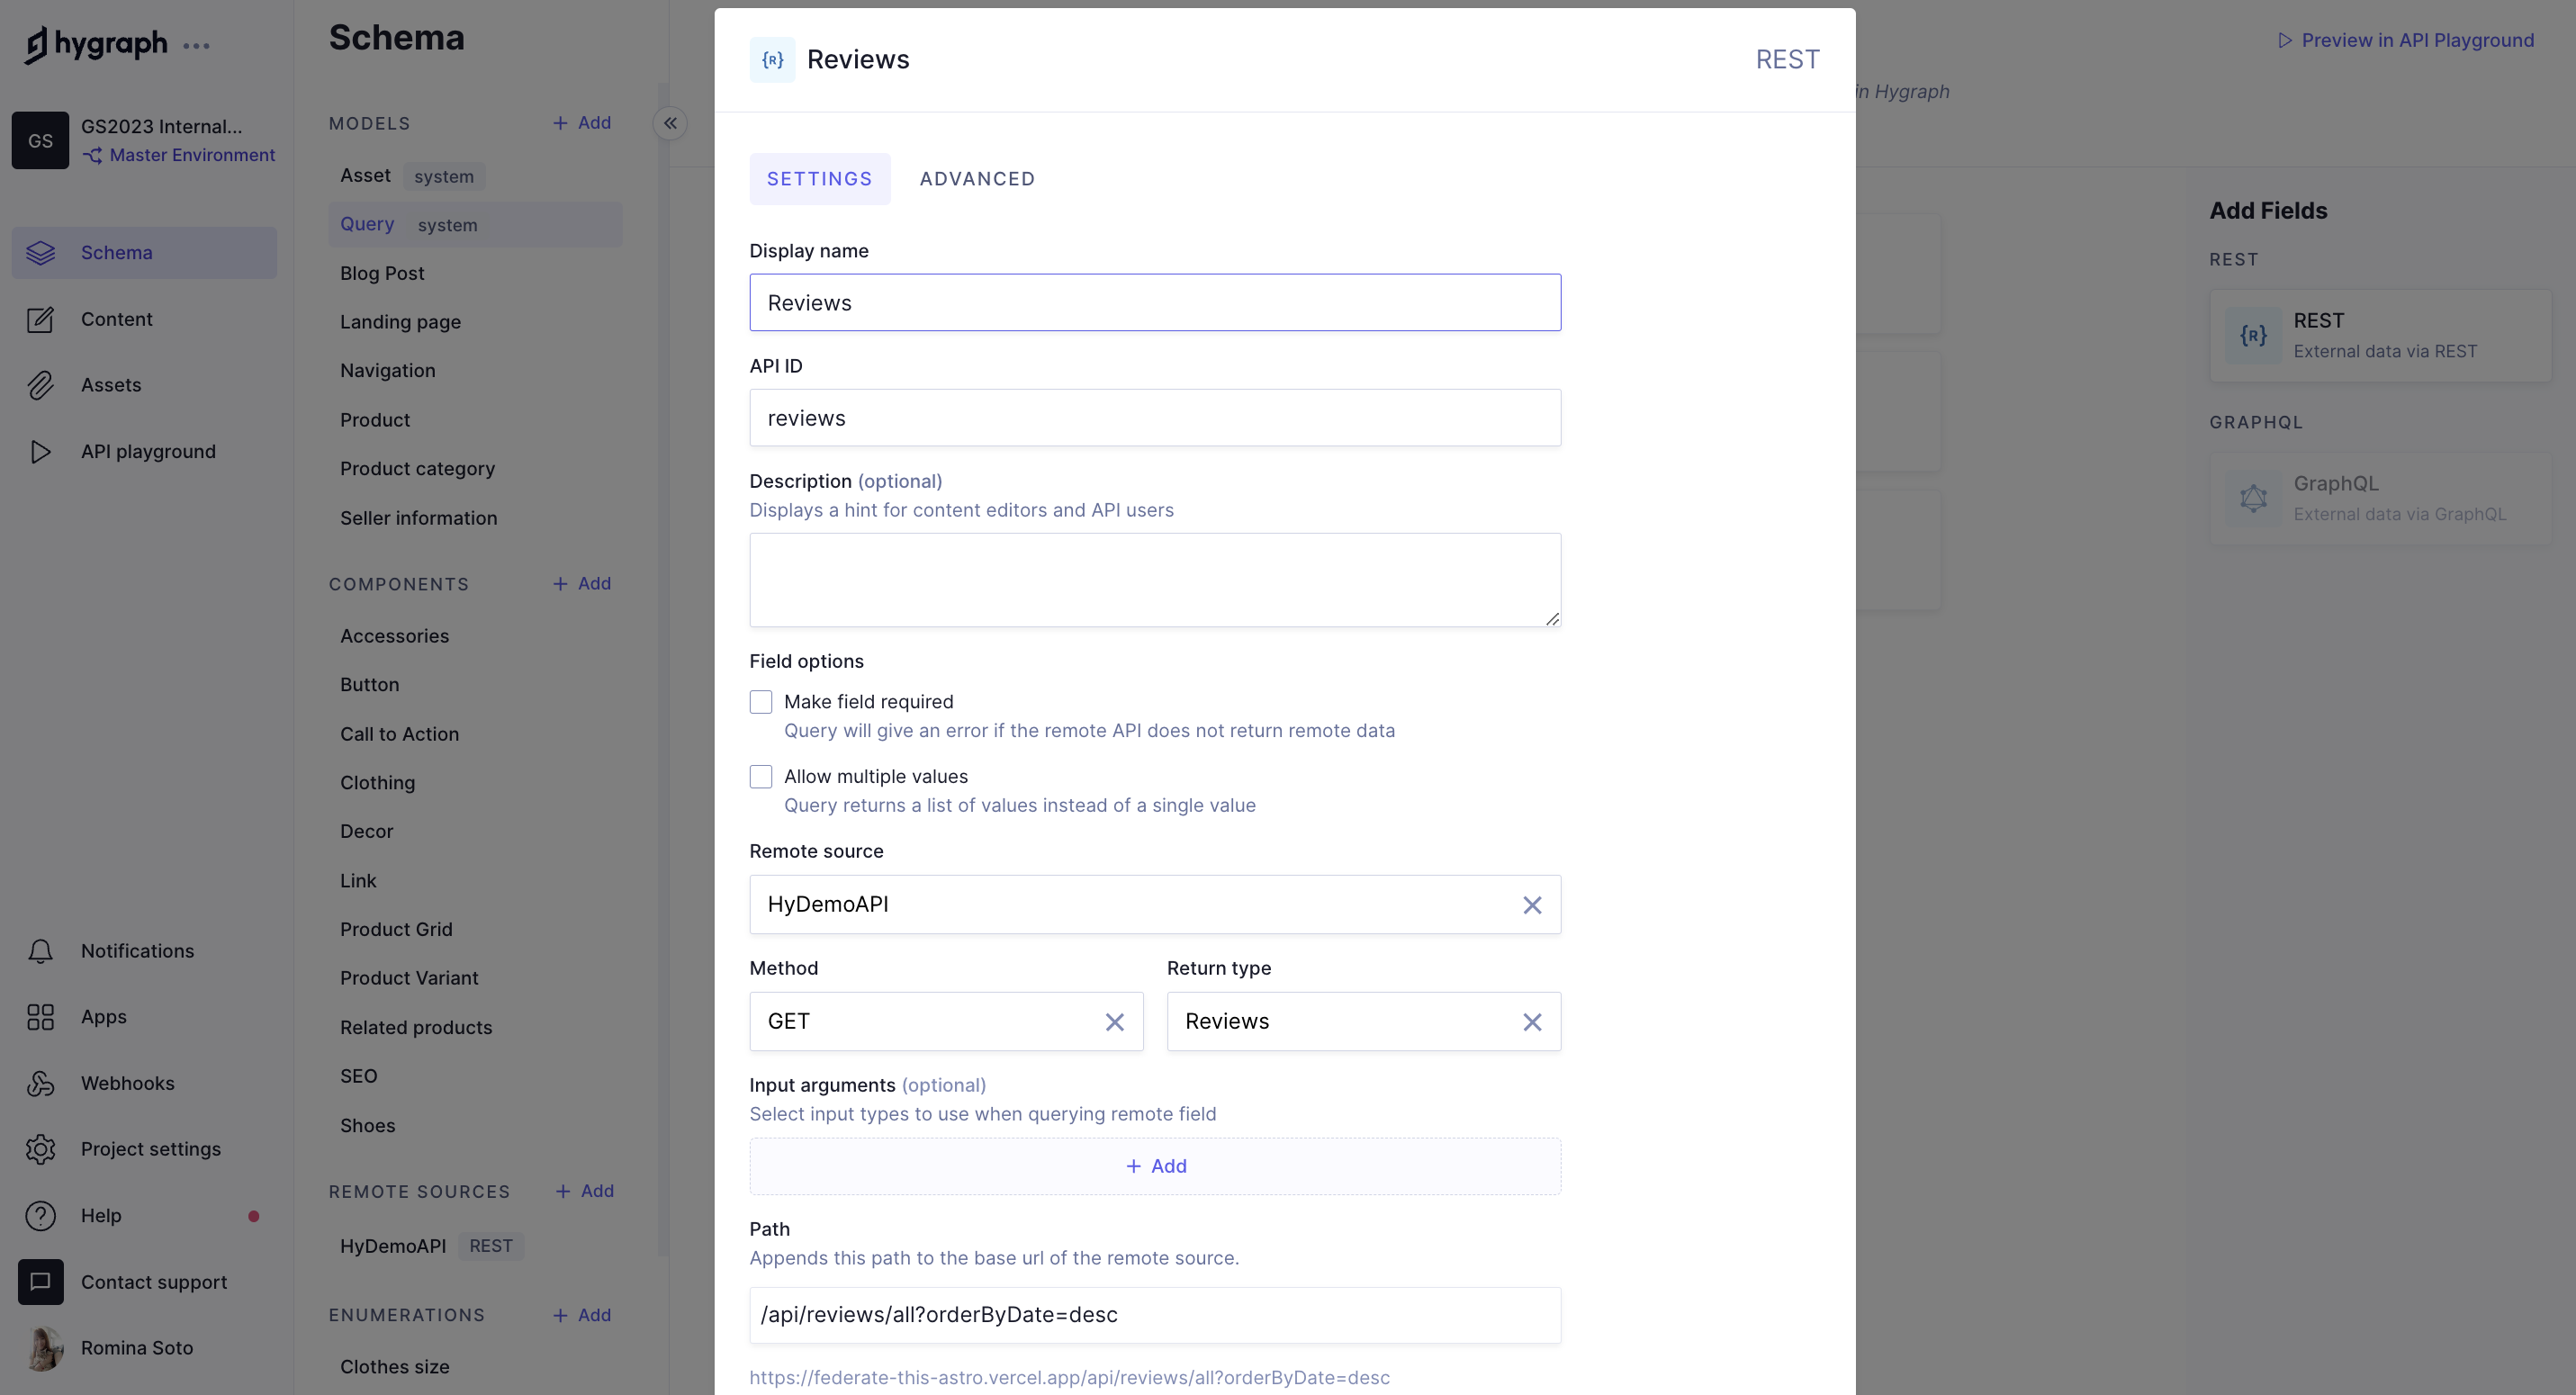 hygraph
GS
GS2023 Internal...
Master Environment
Schema
Content
Assets
API playground
Notifications
Apps
Webhooks
Project settings
Help
Contact support
Romina Soto
Schema
MODELS
+ Add
Asset system
Query system
Blog Post
Landing page
Navigation
Product
Product category
Seller information
COMPONENTS
+ Add
Accessories
Button
Call to Action
Clothing
Decor
Link
Product Grid
Product Variant
Related products
SEO
Shoes
REMOTE SOURCES
+ Add
HyDemoAPI REST
ENUMERATIONS
+ Add
Clothes size
{R} Reviews
REST
SETTINGS
ADVANCED
Display name
Reviews
API ID
reviews
Description (optional)
Displays a hint for content editors and API users
Field options
Make field required
Query will give an error if the remote API does not return remote data
Allow multiple values
Query returns a list of values instead of a single value
Remote source
HyDemoAPI
Method
GET
Return type
Reviews
Input arguments (optional)
Select input types to use when querying remote field
+ Add
Path
Appends this path to the base url of the remote source.
/api/reviews/all?orderByDate=desc
https://federate-this-astro.vercel.app/api/reviews/all?orderByDate=desc
Preview in API Playground
in Hygraph
Add Fields
REST
{R}
REST
External data via REST
GRAPHQL
GraphQL
External data via GraphQL